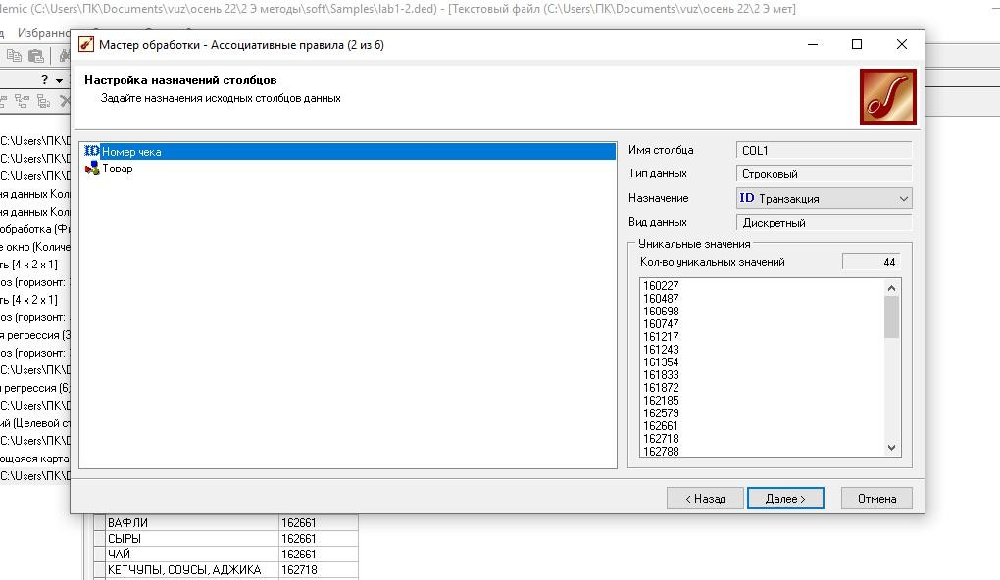 lemic (C:\Users\ПК\Documents\vuz\осень 22\2 Э методы\soft\Samples\lab1-2.ded) - [Текстовый файл (C:\Users\ПК\Documents\vuz\осень 22\2 Э мет]
Избранно
Мастер обработки - Ассоциативные правила (2 из 6)
?
Настройка назначений столбцов
Задайте назначения исходных столбцов данных
C:\Users\ПК\D
C:\Users\ПК\D
C:\Users\ПК\D
ня данных Кол
ня данных Кол
обработка (Фи
е окно (Количе
ть [4 x 2 x 1]
оз (горизонт:
ть [4 x 2 x 1]
оз (горизонт:
я регрессия (3
оз (горизонт:
C:\Users\ПК\D
я регрессия (6,
C:\Users\ПК\D
ий (Целевой ст
C:\Users\ПК\D
ющаяся карта
C:\Users\ПК\D
Номер чека
Товар
Имя столбца COL1
Тип данных Строковый
Назначение ID Транзакция
Вид данных Дискретный
Уникальные значения
Кол-во уникальных значений 44
160227
160487
160698
160747
161217
161243
161354
161833
161872
162185
162579
162661
162718
162788
< Назад Далее > Отмена
ВАФЛИ 162661
СЫРЫ 162661
ЧАЙ 162661
КЕТЧУПЫ, СОУСЫ, АДЖИКА 162718